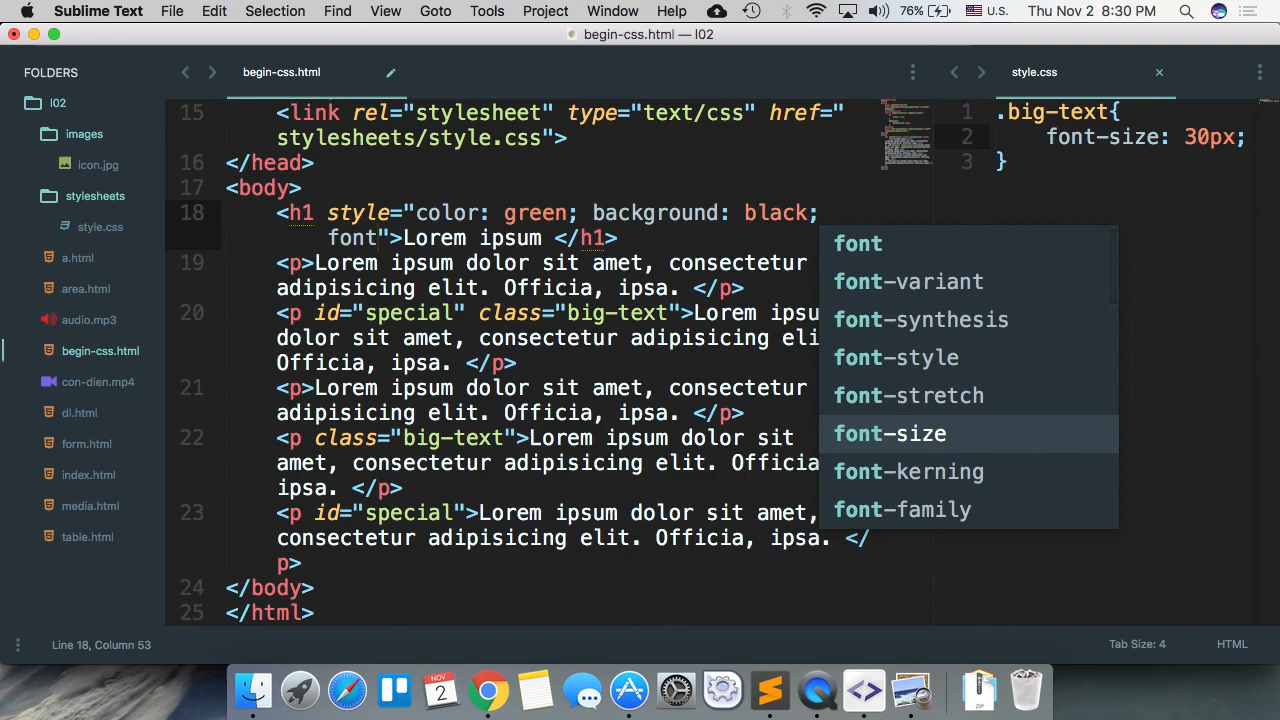 Sublime Text File Edit Selection Find View Goto Tools Project Window Help 76% U.S. Thu Nov 2 8:30 PM
begin-css.html — l02
FOLDERS
l02
images
icon.jpg
stylesheets
style.css
a.html
area.html
audio.mp3
begin-css.html
con-dien.mp4
dl.html
form.html
index.html
media.html
table.html
begin-css.html
15 <link rel="stylesheet" type="text/css" href="
stylesheets/style.css">
16 </head>
17 <body>
18 <h1 style="color: green; background: black;
font">Lorem ipsum </h1>
19 <p>Lorem ipsum dolor sit amet, consectetur
adipisicing elit. Officia, ipsa. </p>
20 <p id="special" class="big-text">Lorem ipsu
dolor sit amet, consectetur adipisicing eli
Officia, ipsa. </p>
21 <p>Lorem ipsum dolor sit amet, consectetur
adipisicing elit. Officia, ipsa. </p>
22 <p class="big-text">Lorem ipsum dolor sit
amet, consectetur adipisicing elit. Officia
ipsa. </p>
23 <p id="special">Lorem ipsum dolor sit amet,
consectetur adipisicing elit. Officia, ipsa. </
p>
24 </body>
25 </html>
font
font-variant
font-synthesis
font-style
font-stretch
font-size
font-kerning
font-family
style.css
1 .big-text{
2 font-size: 30px;
3 }
Line 18, Column 53
Tab Size: 4
HTML
NOV
2
ZIP